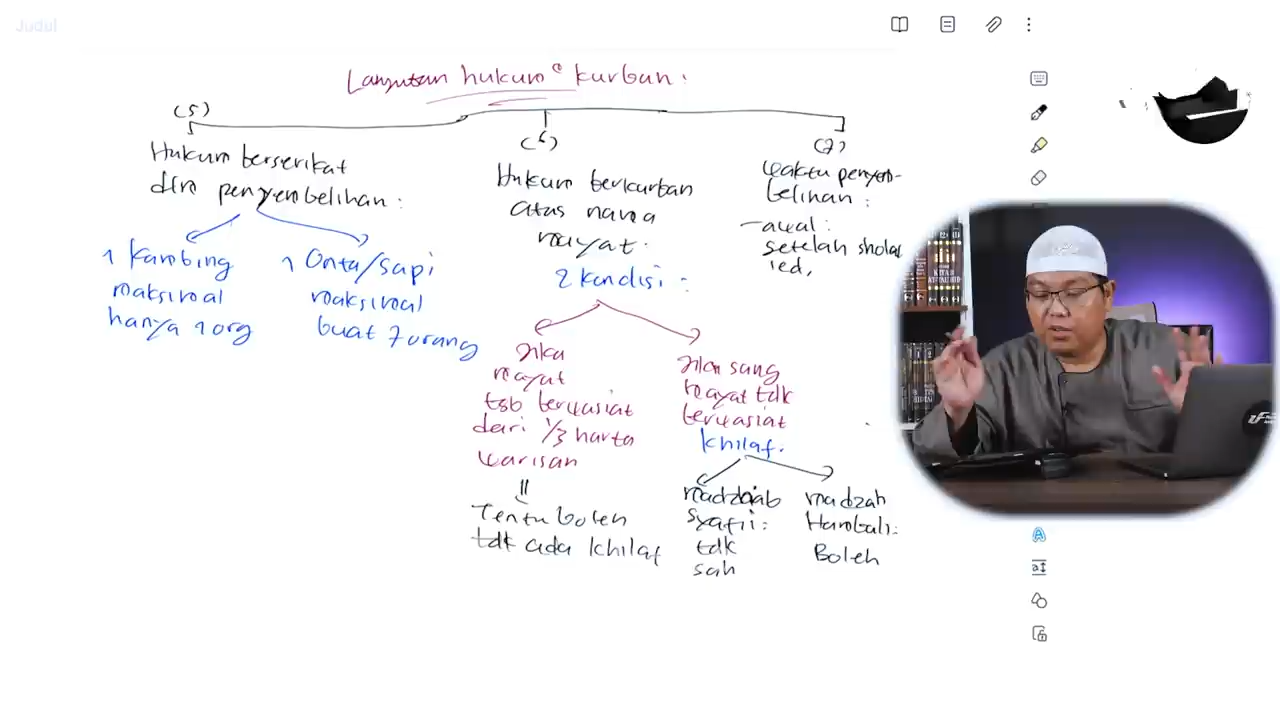 Judul
Lanjutan hukum² kurban :
(5)
Hukum berserikat
dlm penyembelihan :
1 Kambing
maksimal
hanya 1 org
1 Onta/sapi
maksimal
buat 7 orang
(6)
Hukum berkurban
atas nama
mayat.
2 kondisi :
Jika
mayat
tsb berwasiat
dari 1/3 harta
warisan
Tentu boleh
tdk ada khilaf
Jika sang
mayat tdk
berwasiat
khilaf.
madzhab
Syafii :
tdk
sah
madzah
Hambali :
Boleh
(7)
Waktu penyem-
belihan :
- awal :
setelah sholat
ied,